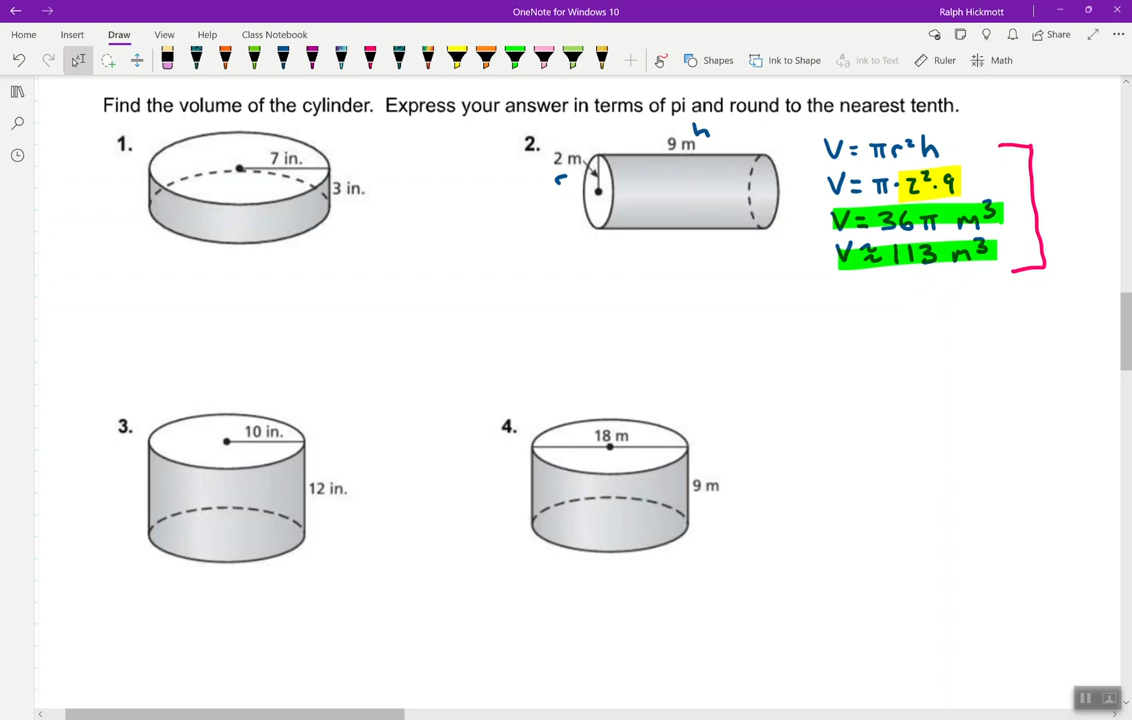 OneNote for Windows 10
Ralph Hickmott
Home Insert Draw View Help Class Notebook
Share
Shapes Ink to Shape Ink to Text Ruler Math
Find the volume of the cylinder. Express your answer in terms of pi and round to the nearest tenth.
1.
7 in.
3 in.
2.
2 m
r
9 m
h
V = πr²h
V = π · 2² · 9
V = 36π m³
V ≈ 113 m³
3.
10 in.
12 in.
4.
18 m
9 m